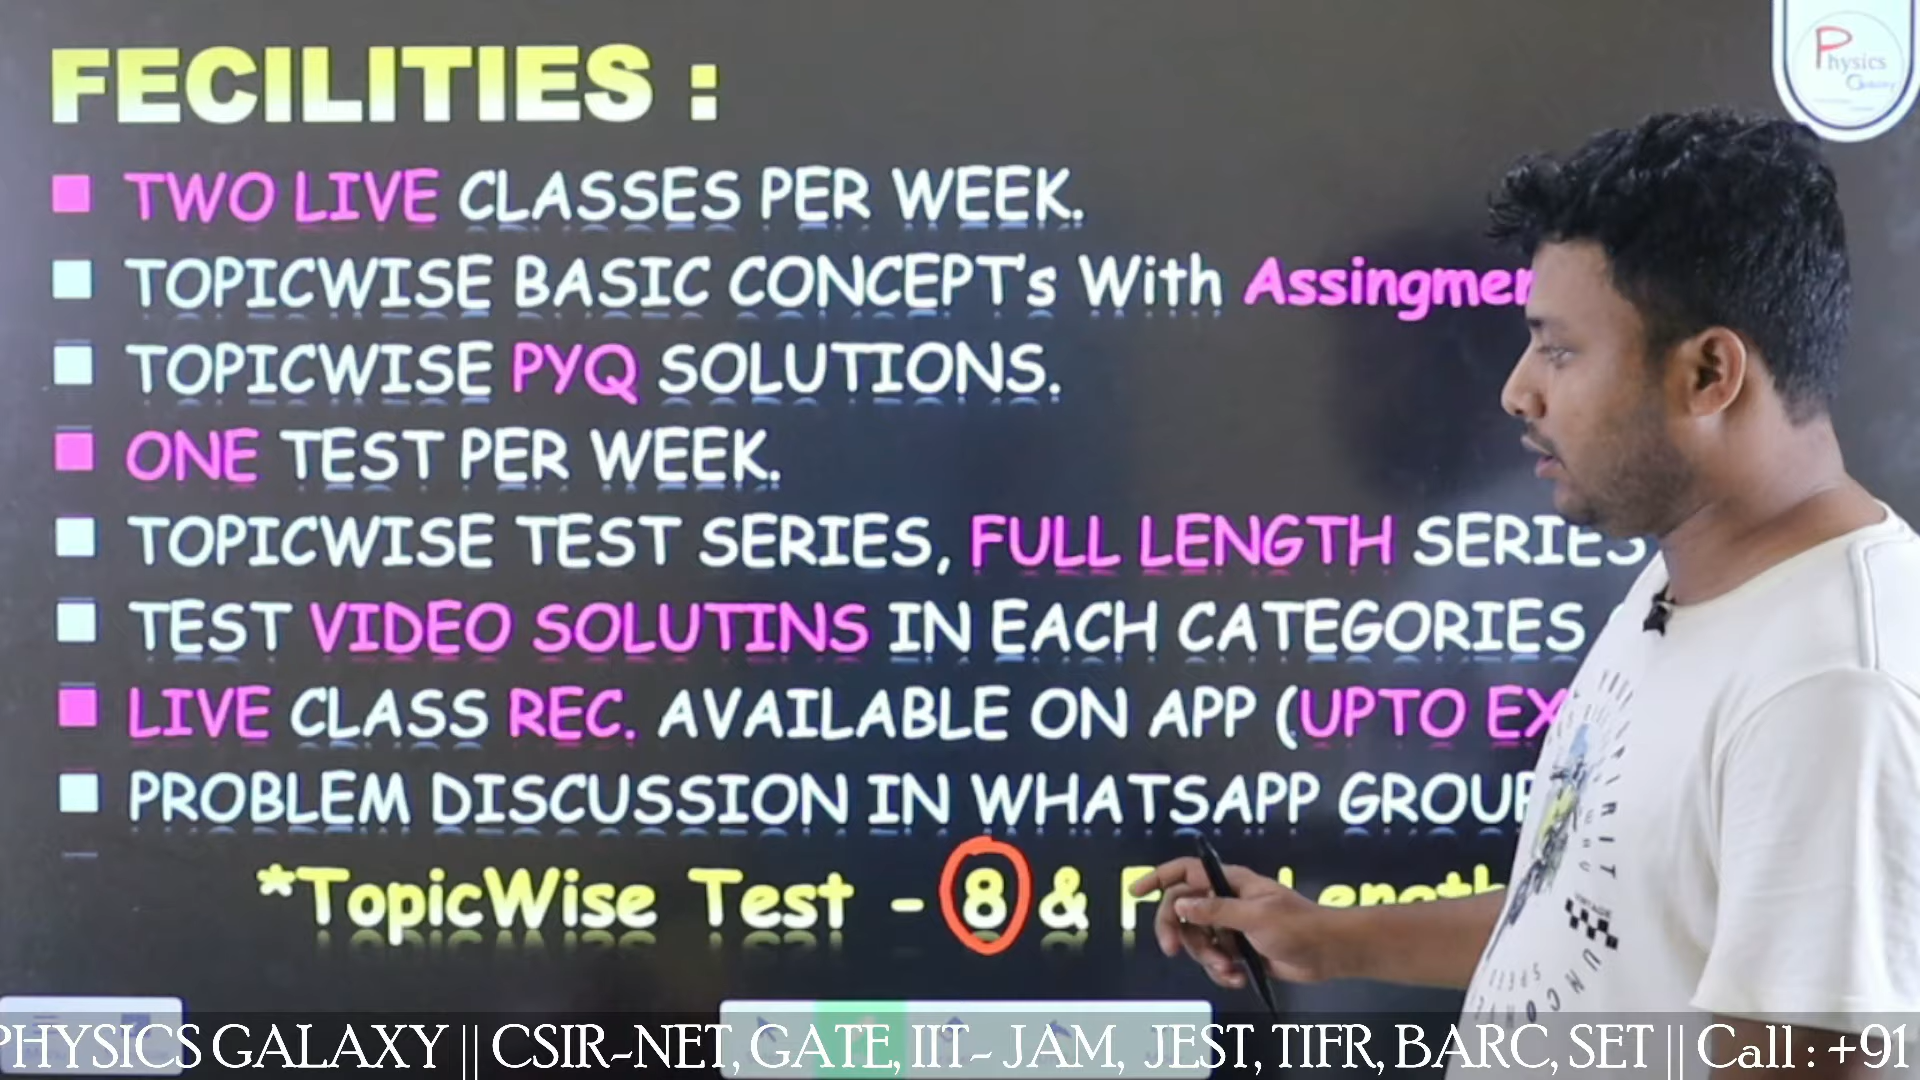 FECILITIES :
Physics
Galaxy
TWO LIVE CLASSES PER WEEK.
TOPICWISE BASIC CONCEPT's With Assingmen
TOPICWISE PYQ SOLUTIONS.
ONE TEST PER WEEK.
TOPICWISE TEST SERIES, FULL LENGTH SERIES
TEST VIDEO SOLUTINS IN EACH CATEGORIES
LIVE CLASS REC. AVAILABLE ON APP (UPTO EX
PROBLEM DISCUSSION IN WHATSAPP GROUP
*TopicWise Test - 8 & F Length
PHYSICS GALAXY || CSIR-NET, GATE, IIT- JAM, JEST, TIFR, BARC, SET || Call : +91